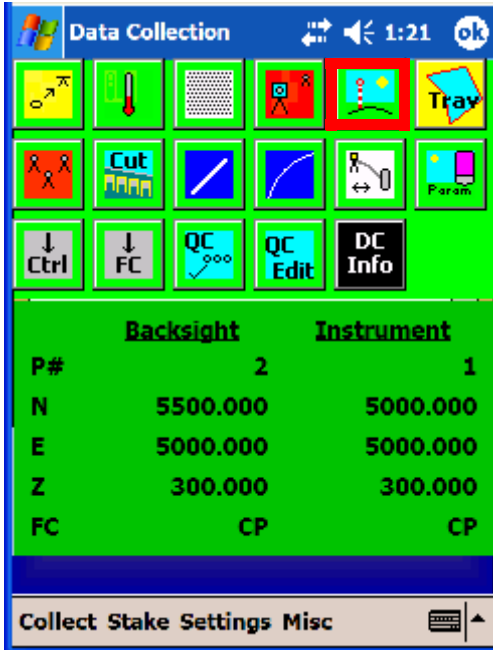 Data Collection 1:21 ok
Trav
Cut
Param
Ctrl FC QC QC Edit DC Info
Backsight Instrument
P# 2 1
N 5500.000 5000.000
E 5000.000 5000.000
Z 300.000 300.000
FC CP CP
Collect Stake Settings Misc